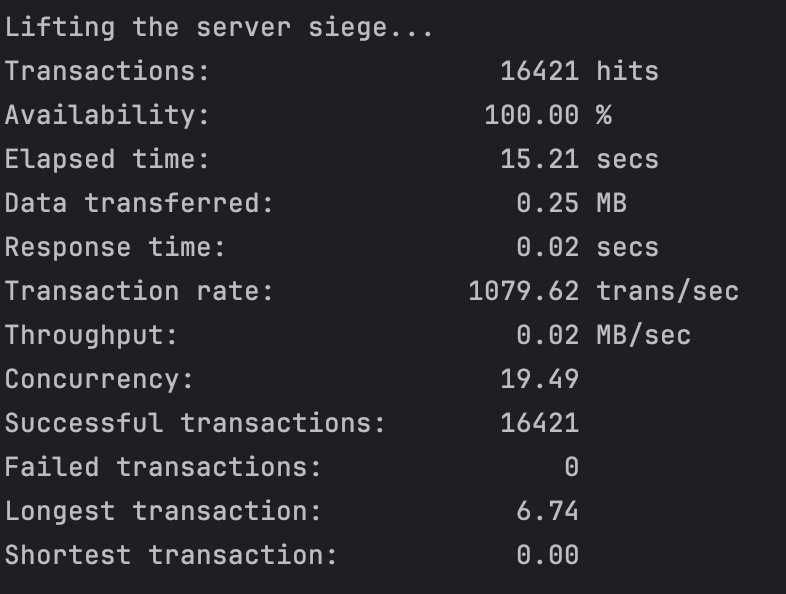 Lifting the server siege...
Transactions: 16421 hits
Availability: 100.00 %
Elapsed time: 15.21 secs
Data transferred: 0.25 MB
Response time: 0.02 secs
Transaction rate: 1079.62 trans/sec
Throughput: 0.02 MB/sec
Concurrency: 19.49
Successful transactions: 16421
Failed transactions: 0
Longest transaction: 6.74
Shortest transaction: 0.00